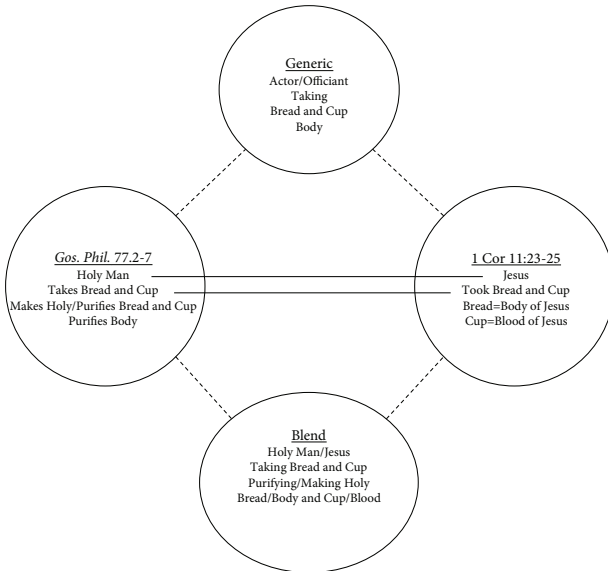 Generic
Actor/Officiant
Taking
Bread and Cup
Body
Gos. Phil. 77.2-7
Holy Man
Takes Bread and Cup
Makes Holy/Purifies Bread and Cup
Purifies Body
1 Cor 11:23-25
Jesus
Took Bread and Cup
Bread=Body of Jesus
Cup=Blood of Jesus
Blend
Holy Man/Jesus
Taking Bread and Cup
Purifying/Making Holy
Bread/Body and Cup/Blood